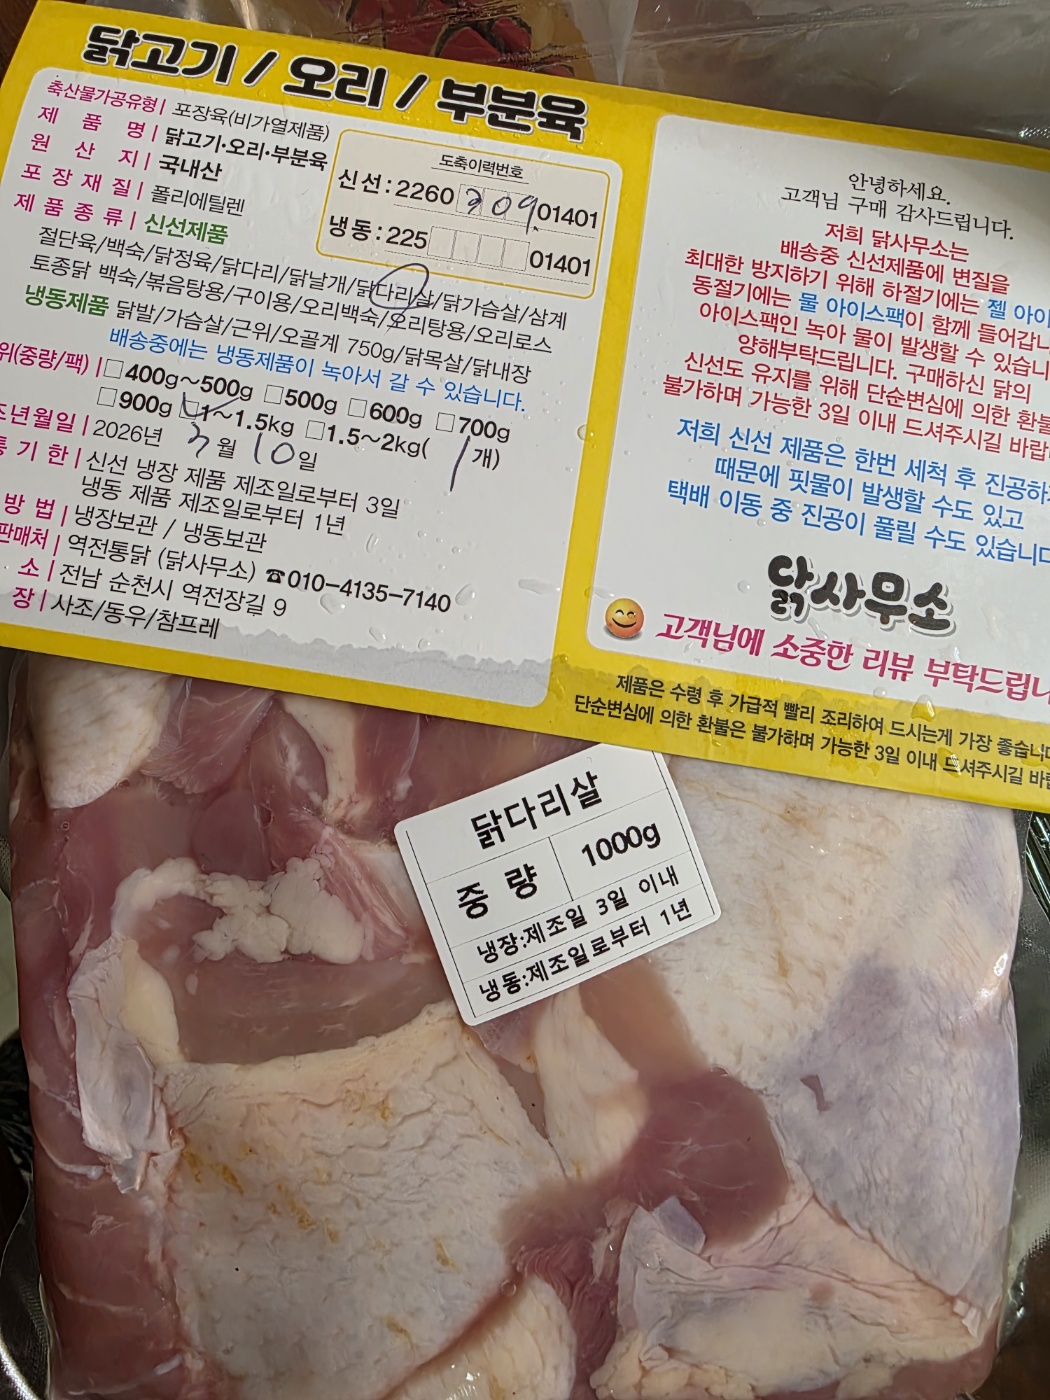 닭고기 / 오리 / 부분육
축산물가공유형| 포장육(비가열제품)
제 품 명| 닭고기·오리·부분육
원 산 지| 국내산
포 장 재 질| 폴리에틸렌
제 품 종 류| 신선제품
도축이력번호
신선:2260 30901401
냉동:225 01401
절단육/백숙/닭정육/닭다리/닭날개/닭다리살/닭가슴살/삼계
토종닭 백숙/볶음탕용/구이용/오리백숙/오리탕용/오리로스
냉동제품 닭발/가슴살/근위/오골계 750g/닭목살/닭내장
배송중에는 냉동제품이 녹아서 갈 수 있습니다.
위(중량/팩) |□400g~500g □500g □600g □700g
□900g □1~1.5kg □1.5~2kg( 1 개)
조년월일| 2026년 3월 10일
통 기 한| 신선 냉장 제품 제조일로부터 3일
냉동 제품 제조일로부터 1년
방 법| 냉장보관 / 냉동보관
판매처| 역전통닭 (닭사무소) ☎010-4135-7140
소| 전남 순천시 역전장길 9
장| 사조/동우/참프레
안녕하세요.
고객님 구매 감사드립니다.
저희 닭사무소는
배송중 신선제품에 변질을
최대한 방지하기 위해 하절기에는 젤 아이
동절기에는 물 아이스팩이 함께 들어갑니
아이스팩인 녹아 물이 발생할 수 있습니
양해부탁드립니다. 구매하신 닭의
신선도 유지를 위해 단순변심에 의한 환불
불가하며 가능한 3일 이내 드셔주시길 바랍
저희 신선 제품은 한번 세척 후 진공하
때문에 핏물이 발생할 수도 있고
택배 이동 중 진공이 풀릴 수도 있습니다
닭사무소
고객님에 소중한 리뷰 부탁드립니
제품은 수령 후 가급적 빨리 조리하여 드시는게 가장 좋습니다
단순변심에 의한 환불은 불가하며 가능한 3일 이내 드셔주시길 바랍
닭다리살
중 량 1000g
냉장:제조일 3일 이내
냉동:제조일로부터 1년